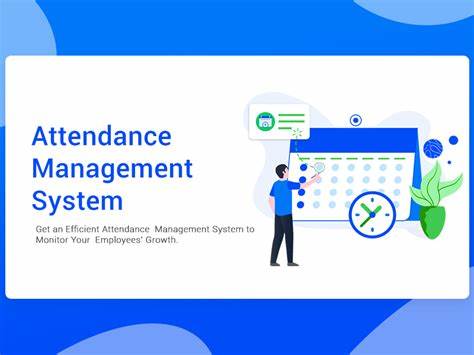 Attendance
Management
System
Get an Efficient Attendance Management System to
Monitor Your Employees' Growth.